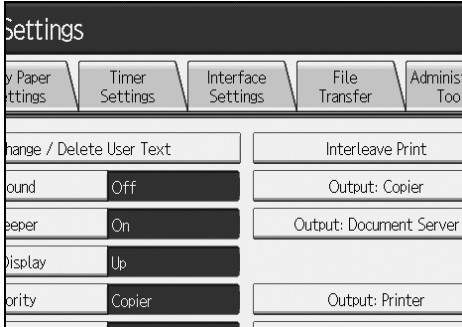 Settings
y Paper
ettings
Timer
Settings
Interface
Settings
File
Transfer
Adminis
Too
hange / Delete User Text
Interleave Print
ound
Off
Output: Copier
eeper
On
Output: Document Server
Display
Up
ority
Copier
Output: Printer